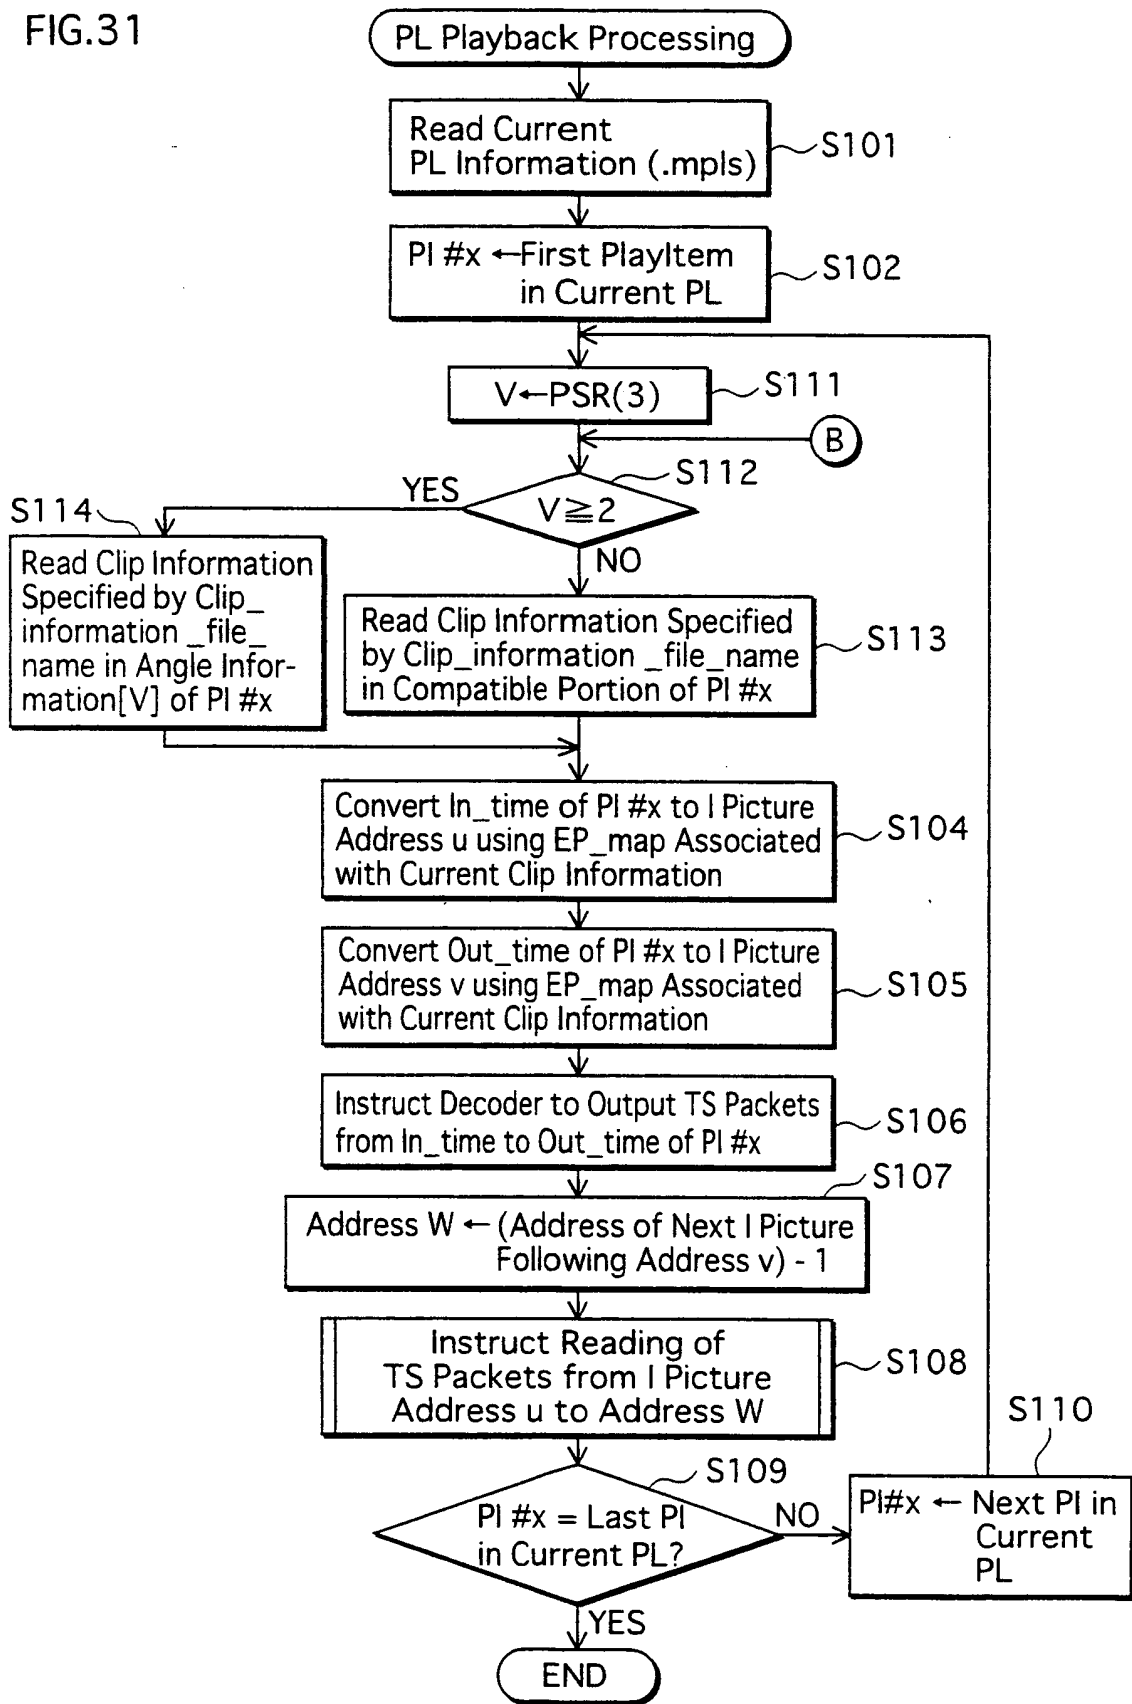 FIG.31
PL Playback Processing
Read Current
PL Information (.mpls)
S101
PI #x ←First PlayItem
in Current PL
S102
V←PSR(3)
S111
B
S112
V≧2
YES
NO
S114
Read Clip Information
Specified by Clip_
information _file_
name in Angle Infor-
mation[V] of PI #x
Read Clip Information Specified
by Clip_information _file_name
in Compatible Portion of PI #x
S113
Convert In_time of PI #x to I Picture
Address u using EP_map Associated
with Current Clip Information
S104
Convert Out_time of PI #x to I Picture
Address v using EP_map Associated
with Current Clip Information
S105
Instruct Decoder to Output TS Packets
from In_time to Out_time of PI #x
S106
S107
Address W ← (Address of Next I Picture
Following Address v) - 1
Instruct Reading of
TS Packets from I Picture
Address u to Address W
S108
S109
PI #x = Last PI
in Current PL?
NO
S110
PI#x ← Next PI in
Current
PL
YES
END